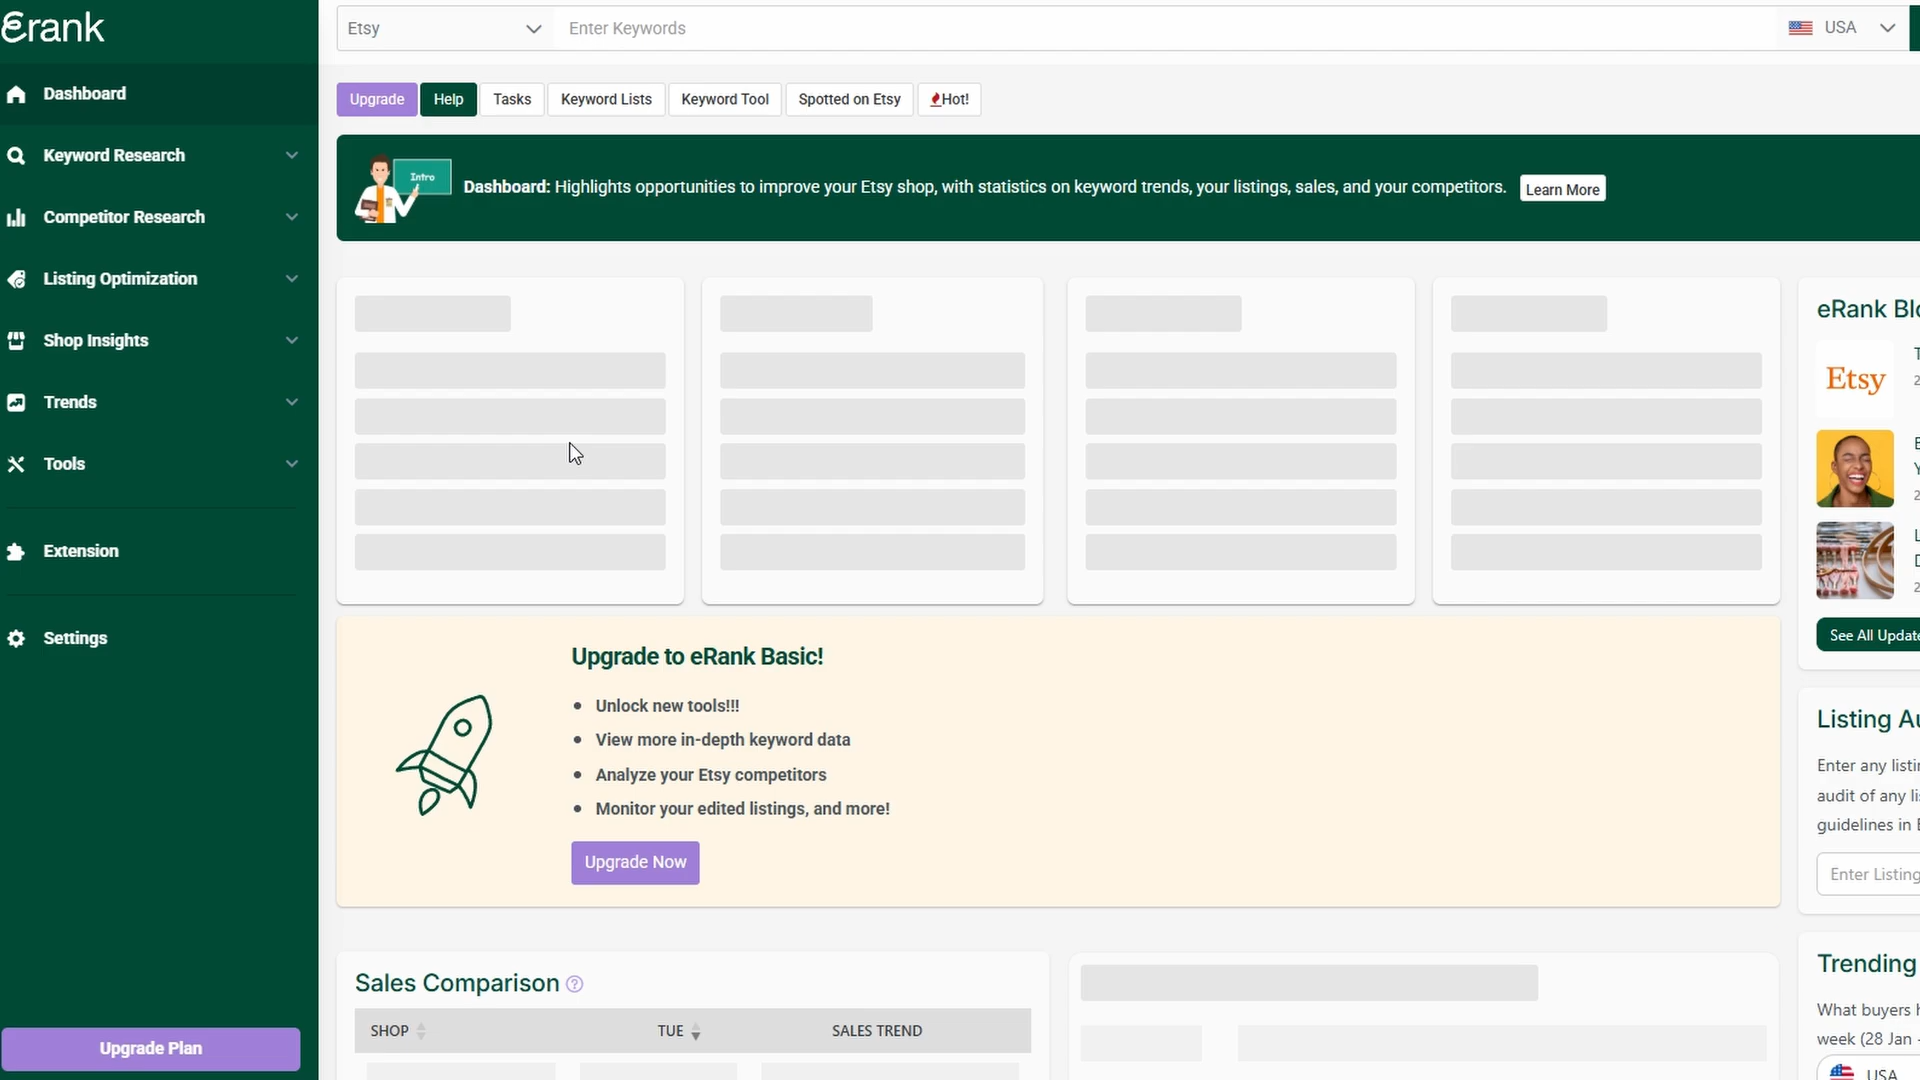 erank
Dashboard
Keyword Research
Competitor Research
Listing Optimization
Shop Insights
Trends
Tools
Extension
Settings
Upgrade Plan
Etsy
Enter Keywords
USA
Upgrade
Help
Tasks
Keyword Lists
Keyword Tool
Spotted on Etsy
Hot!
Intro
Dashboard: Highlights opportunities to improve your Etsy shop, with statistics on keyword trends, your listings, sales, and your competitors.
Learn More
Upgrade to eRank Basic!
Unlock new tools!!!
View more in-depth keyword data
Analyze your Etsy competitors
Monitor your edited listings, and more!
Upgrade Now
Sales Comparison
SHOP TUE SALES TREND
eRank Blo
Etsy
See All Update
Listing Au
Enter any listin
audit of any lis
guidelines in E
Enter Listing
Trending
What buyers h
week (28 Jan -
USA